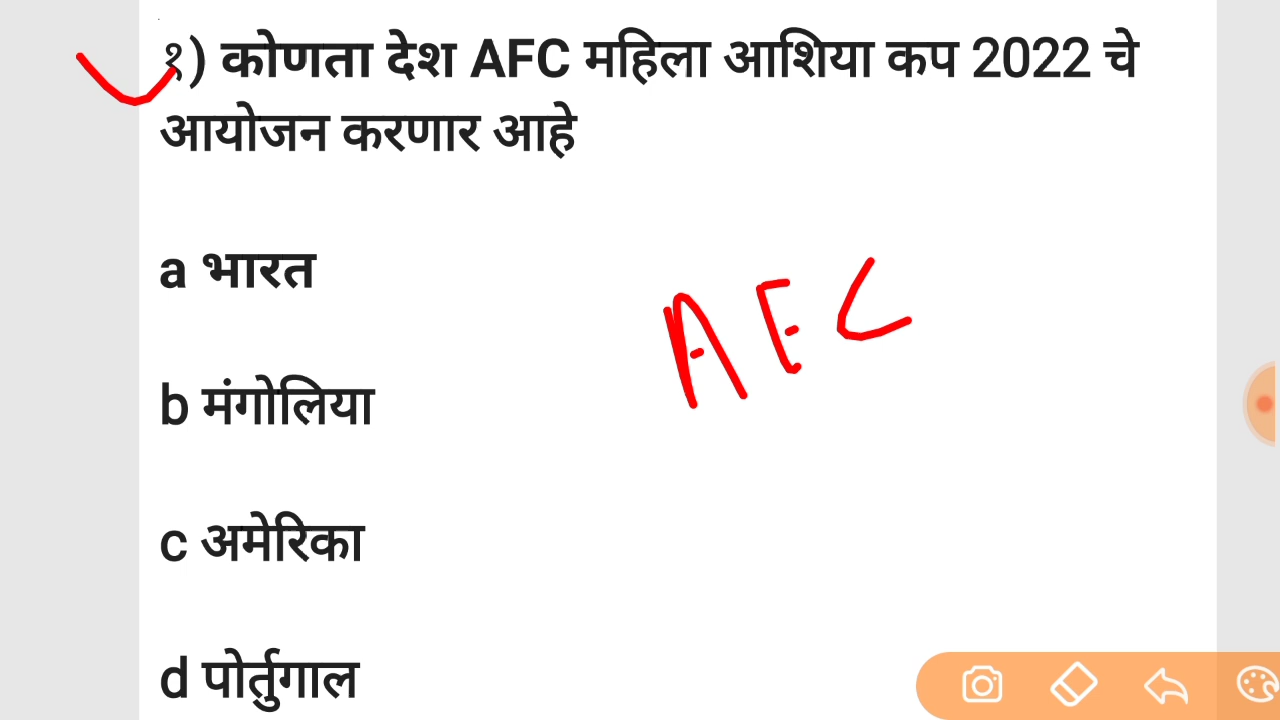 १) कोणता देश AFC महिला आशिया कप 2022 चे
आयोजन करणार आहे
a भारत
AFC
b मंगोलिया
c अमेरिका
d पोर्तुगाल